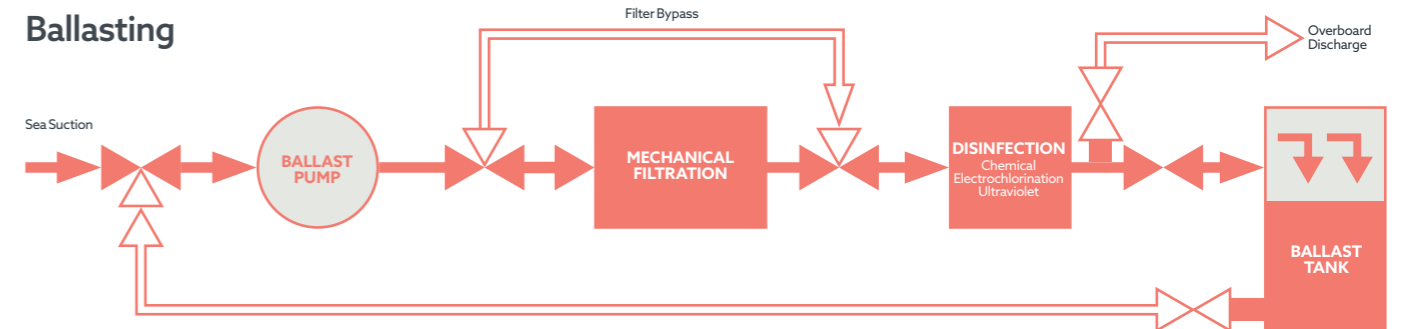 Ballasting
Filter Bypass
Overboard
Discharge
Sea Suction
BALLAST
PUMP
MECHANICAL
FILTRATION
DISINFECTION
Chemical
Electrochlorination
Ultraviolet
BALLAST
TANK